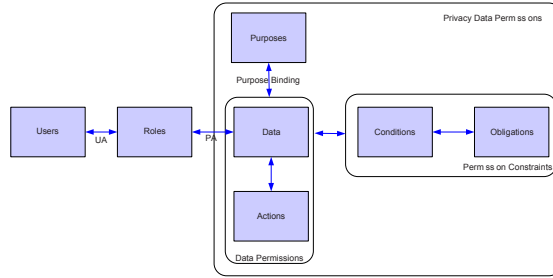 Privacy Data Perm ss ons
Purposes
Purpose Binding
Users
UA
Roles
PA
Data
Conditions
Obligations
Perm ss on Constraints
Actions
Data Permissions